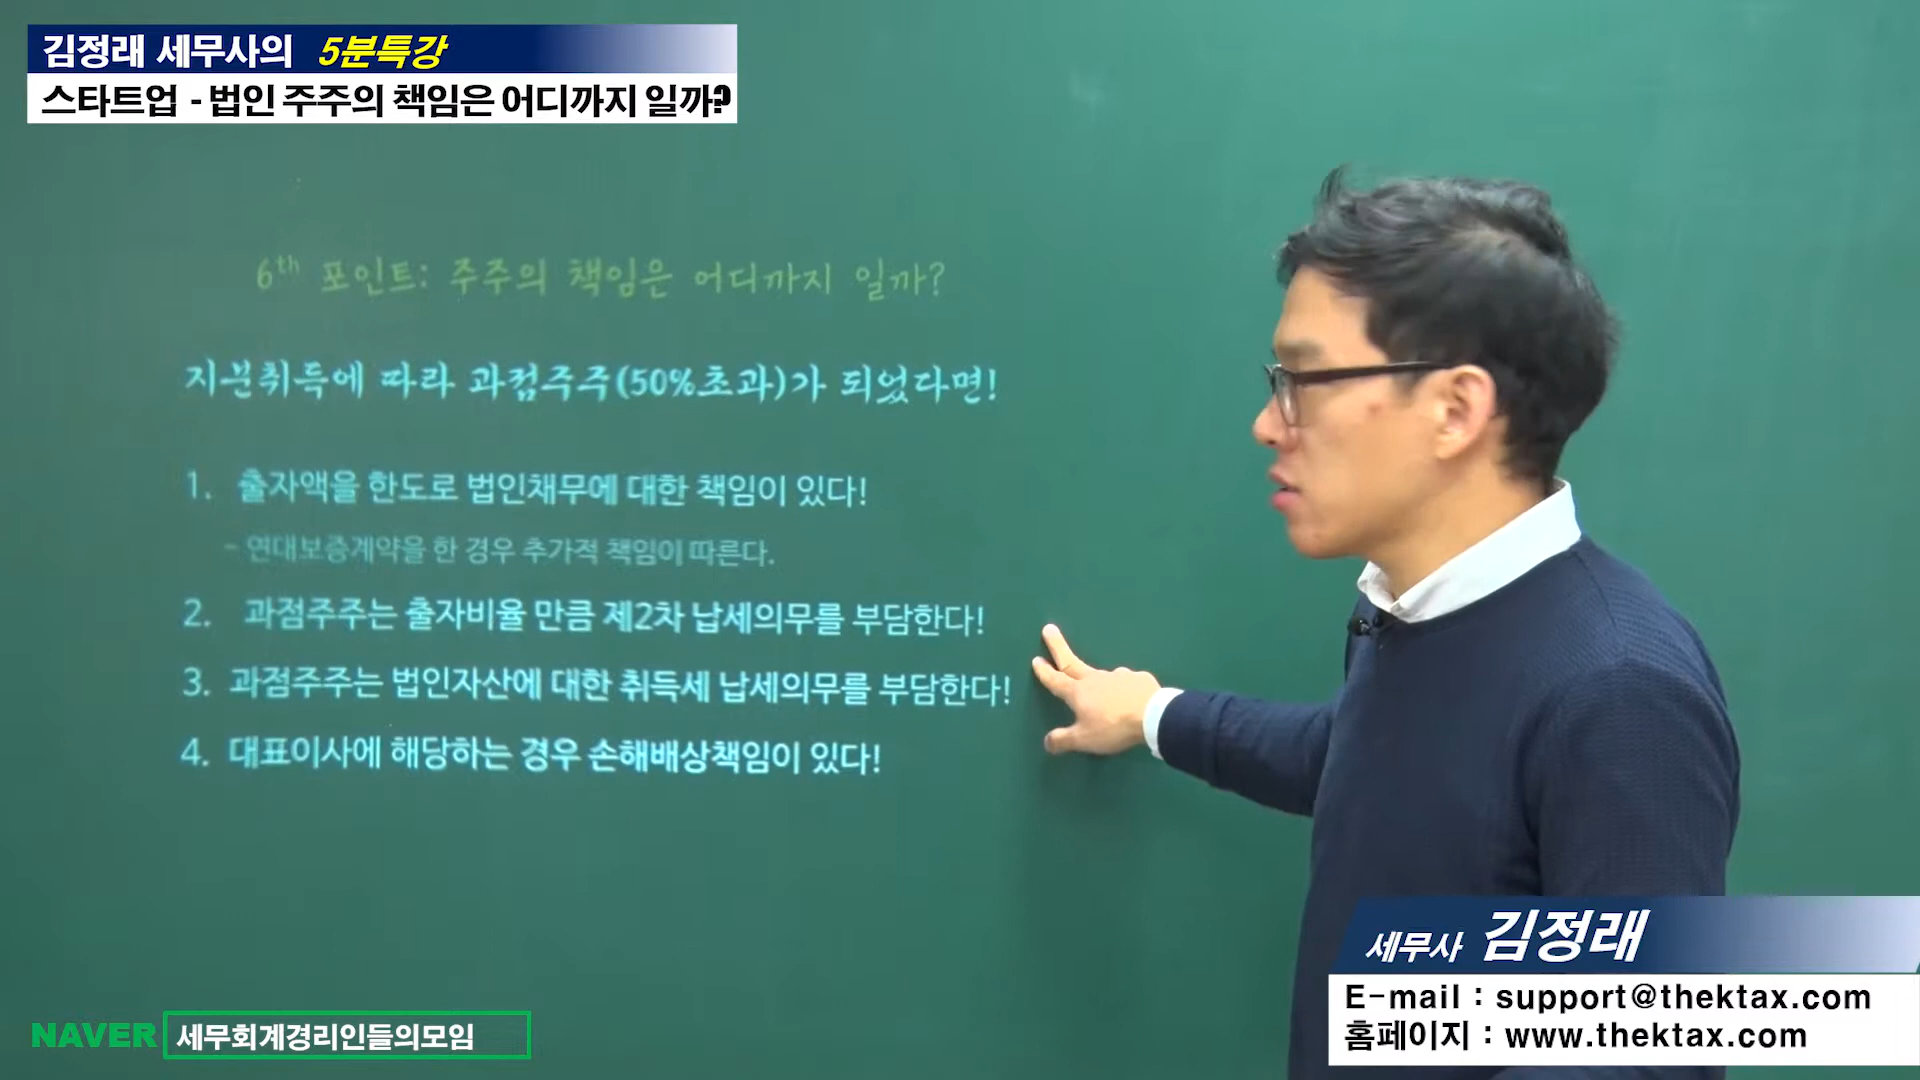 김정래 세무사의 5분특강
스타트업 - 법인 주주의 책임은 어디까지 일까?
6th 포인트: 주주의 책임은 어디까지 일까?
지분취득에 따라 과점주주(50%초과)가 되었다면!
1. 출자액을 한도로 법인채무에 대한 책임이 있다!
- 연대보증계약을 한 경우 추가적 책임이 따른다.
2. 과점주주는 출자비율 만큼 제2차 납세의무를 부담한다!
3. 과점주주는 법인자산에 대한 취득세 납세의무를 부담한다!
4. 대표이사에 해당하는 경우 손해배상책임이 있다!
세무사 김정래
E-mail : support@thektax.com
홈페이지 : www.thektax.com
NAVER 세무회계경리인들의모임